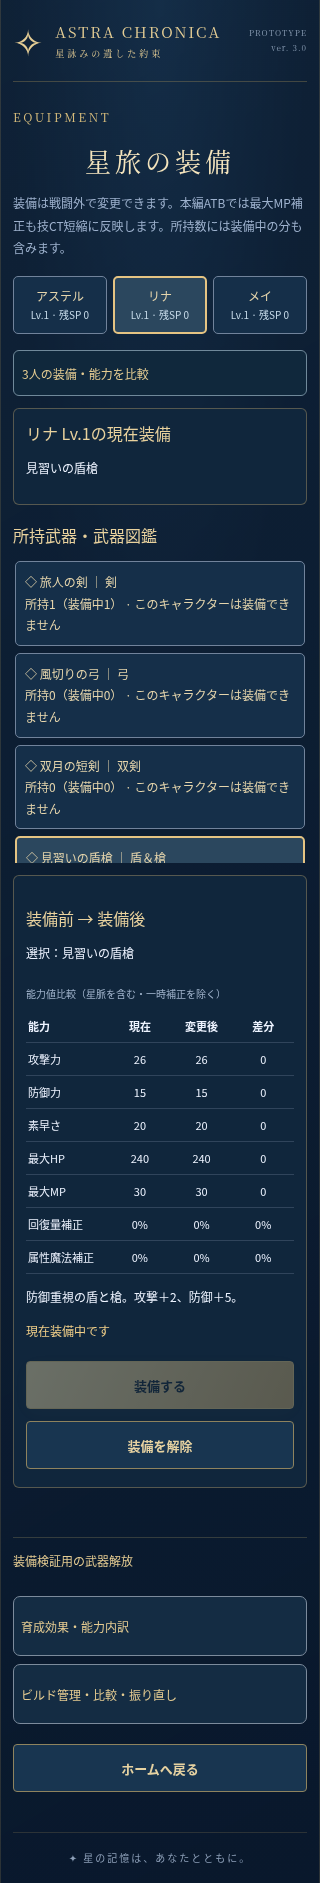 ASTRA CHRONICA
星詠みの遺した約束
PROTOTYPE
ver. 3.0
EQUIPMENT
星旅の装備
装備は戦闘外で変更できます。本編ATBでは最大MP補
正も技CT短縮に反映します。所持数には装備中の分も
含みます。
アステル
Lv.1 · 残SP 0
リナ
Lv.1 · 残SP 0
メイ
Lv.1 · 残SP 0
3人の装備・能力を比較
リナ Lv.1の現在装備
見習いの盾槍
所持武器・武器図鑑
◇ 旅人の剣｜剣
所持1（装備中1） · このキャラクターは装備でき
ません
◇ 風切りの弓｜弓
所持0（装備中0） · このキャラクターは装備でき
ません
◇ 双月の短剣｜双剣
所持0（装備中0） · このキャラクターは装備でき
ません
◇ 見習いの盾槍｜盾＆槍
装備前 → 装備後
選択：見習いの盾槍
能力値比較（星脈を含む・一時補正を除く）
能力 現在 変更後 差分
攻撃力 26 26 0
防御力 15 15 0
素早さ 20 20 0
最大HP 240 240 0
最大MP 30 30 0
回復量補正 0% 0% 0%
属性魔法補正 0% 0% 0%
防御重視の盾と槍。攻撃＋2、防御＋5。
現在装備中です
装備する
装備を解除
装備検証用の武器解放
育成効果・能力内訳
ビルド管理・比較・振り直し
ホームへ戻る
✦ 星の記憶は、あなたとともに。